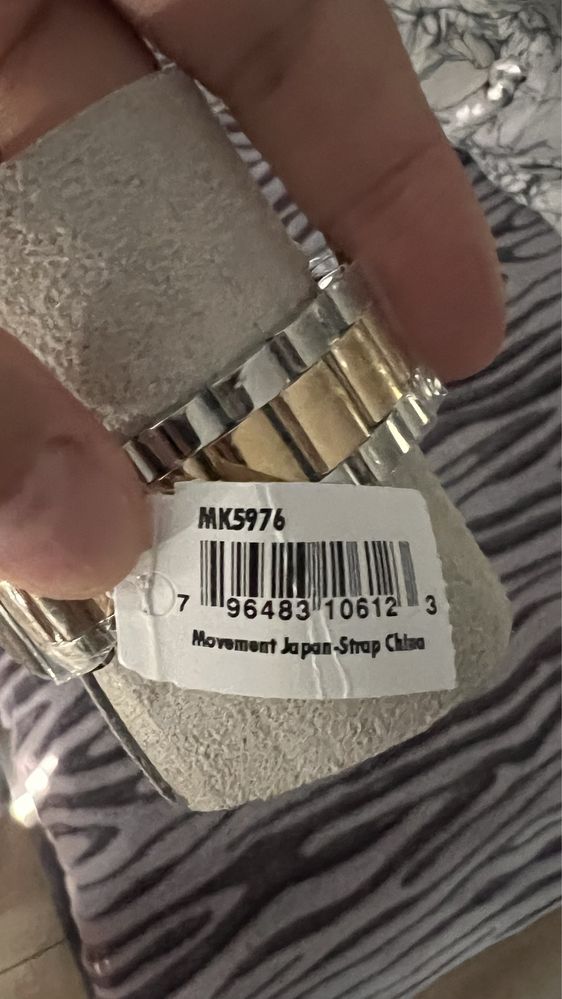 MK5976
7 96483 10612 3
Movement Japan-Strap China